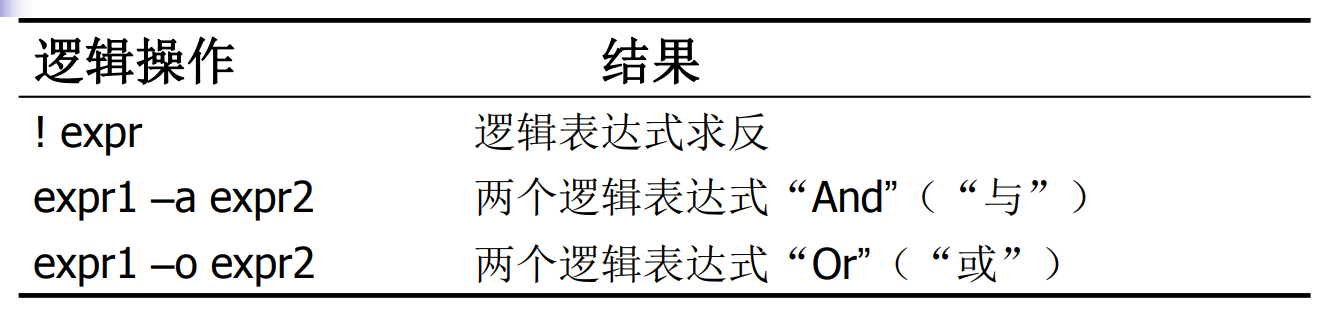 逻辑操作 结果
! expr 逻辑表达式求反
expr1 –a expr2 两个逻辑表达式“And”（“与”）
expr1 –o expr2 两个逻辑表达式“Or”（“或”）